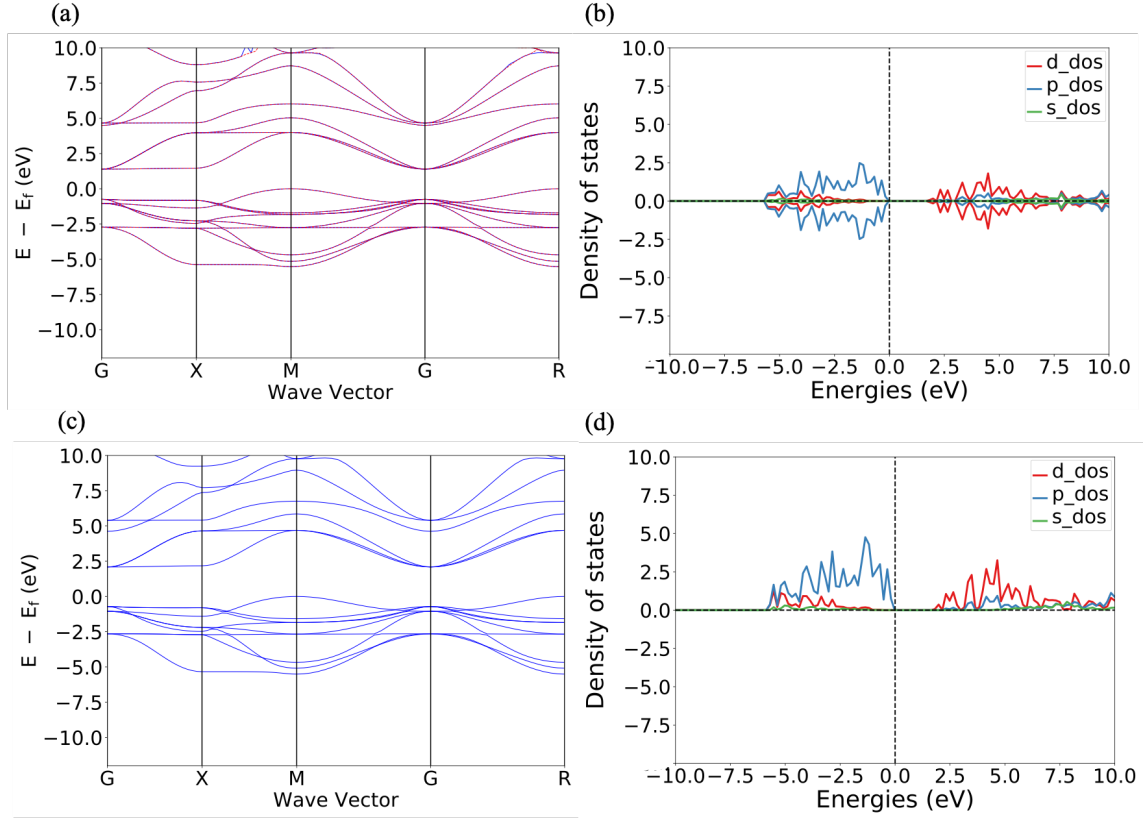 (a)
(b)
10.0
7.5
5.0
2.5
0.0
−2.5
−5.0
−7.5
−10.0
E − Ef (eV)
G X M G R
Wave Vector
10.0
7.5
5.0
2.5
0.0
−2.5
−5.0
−7.5
Density of states
d_dos
p_dos
s_dos
−10.0 −7.5 −5.0 −2.5 0.0 2.5 5.0 7.5 10.0
Energies (eV)
(c)
(d)
10.0
7.5
5.0
2.5
0.0
−2.5
−5.0
−7.5
−10.0
E − Ef (eV)
G X M G R
Wave Vector
10.0
7.5
5.0
2.5
0.0
−2.5
−5.0
−7.5
Density of states
d_dos
p_dos
s_dos
−10.0 −7.5 −5.0 −2.5 0.0 2.5 5.0 7.5 10.0
Energies (eV)